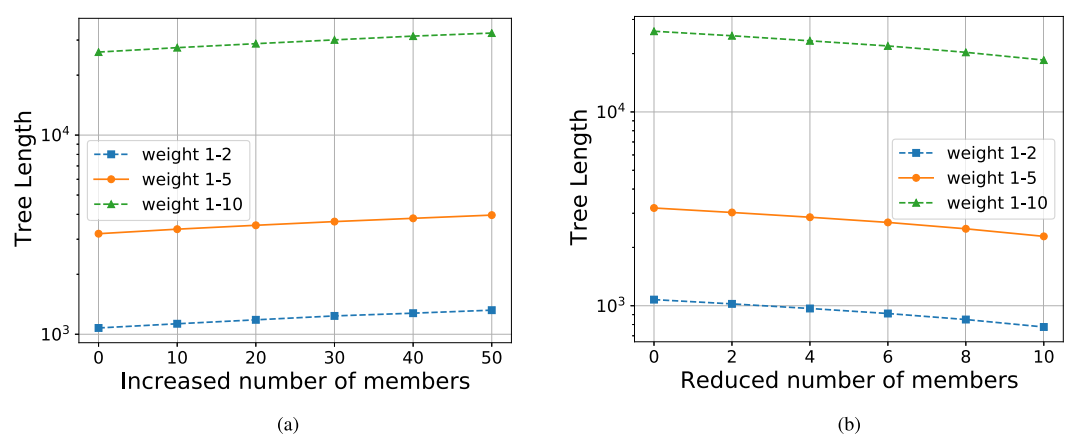 Tree Length
10^4
10^3
weight 1-2
weight 1-5
weight 1-10
0 10 20 30 40 50
Increased number of members
(a)
Tree Length
10^4
10^3
weight 1-2
weight 1-5
weight 1-10
0 2 4 6 8 10
Reduced number of members
(b)